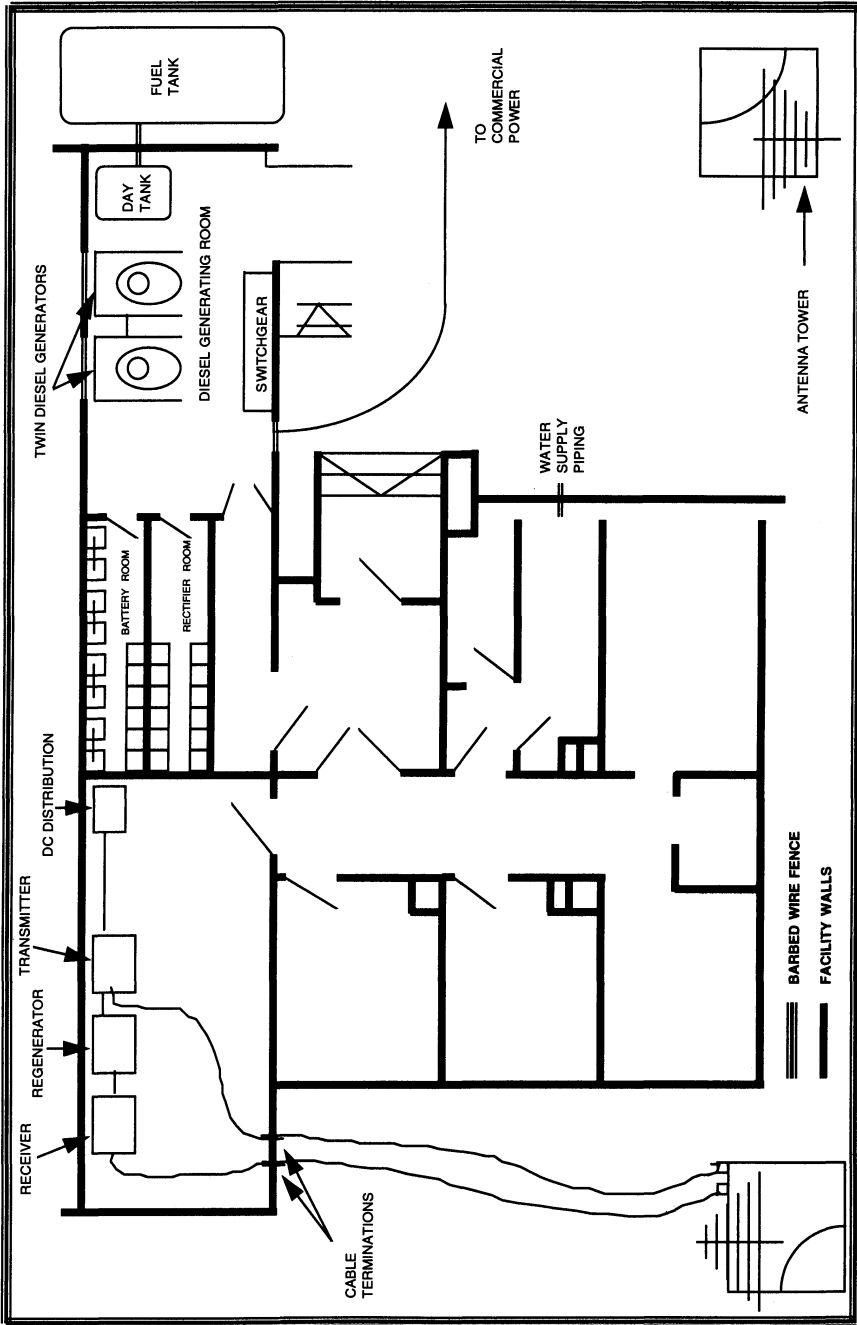 RECEIVER
REGENERATOR
TRANSMITTER
DC DISTRIBUTION
TWIN DIESEL GENERATORS
FUEL
TANK
DAY
TANK
BATTERY ROOM
RECTIFIER ROOM
DIESEL GENERATING ROOM
SWITCHGEAR
TO
COMMERCIAL
POWER
CABLE
TERMINATIONS
WATER
SUPPLY
PIPING
ANTENNA TOWER
BARBED WIRE FENCE
FACILITY WALLS